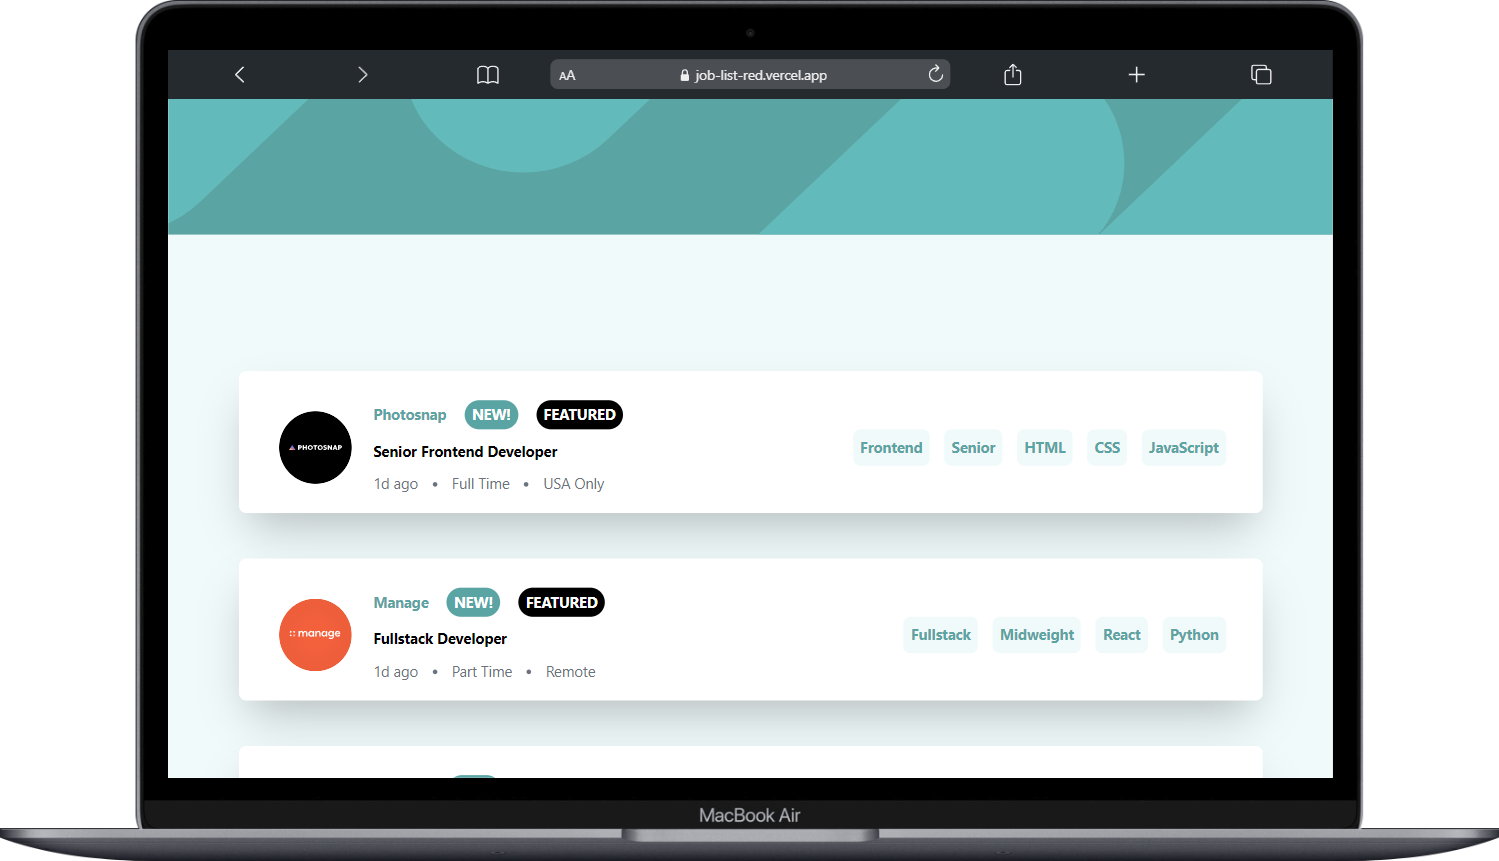 AA job-list-red.vercel.app
PHOTOSNAP
Photosnap NEW! FEATURED
Senior Frontend Developer
1d ago • Full Time • USA Only
Frontend Senior HTML CSS JavaScript
manage
Manage NEW! FEATURED
Fullstack Developer
1d ago • Part Time • Remote
Fullstack Midweight React Python
MacBook Air